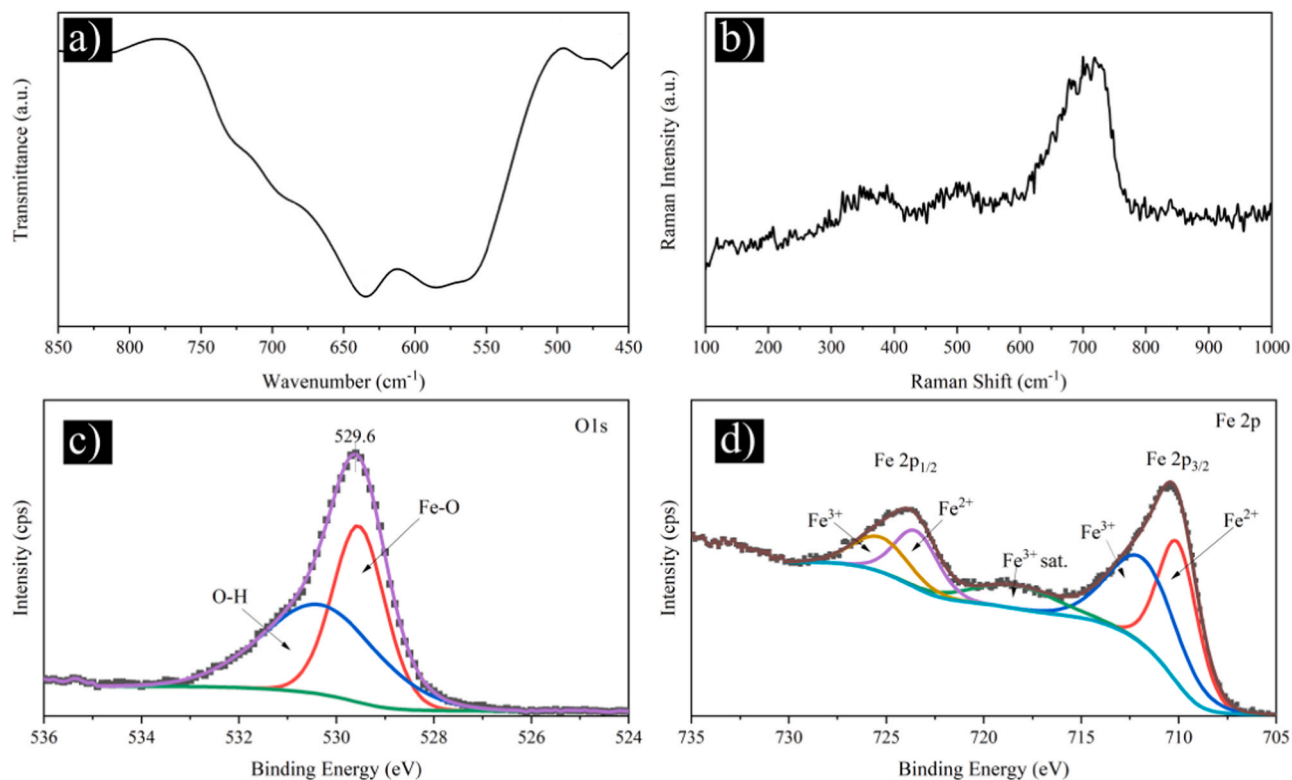 a)
Transmittance (a.u.)
850 800 750 700 650 600 550 500 450
Wavenumber (cm⁻¹)
b)
Raman Intensity (a.u.)
100 200 300 400 500 600 700 800 900 1000
Raman Shift (cm⁻¹)
c)
O1s
529.6
Fe-O
O-H
Intensity (cps)
536 534 532 530 528 526 524
Binding Energy (eV)
d)
Fe 2p
Fe 2p₁/₂
Fe 2p₃/₂
Fe³⁺
Fe²⁺
Fe³⁺ sat.
Fe³⁺
Fe²⁺
Intensity (cps)
735 730 725 720 715 710 705
Binding Energy (eV)